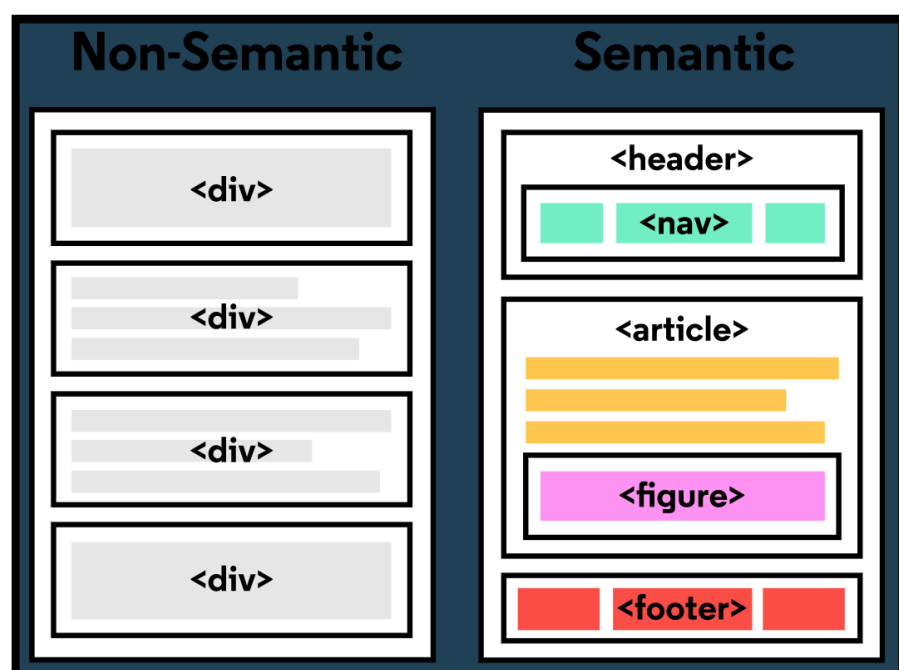 Non-Semantic
<div>
<div>
<div>
<div>
Semantic
<header>
<nav>
<article>
<figure>
<footer>